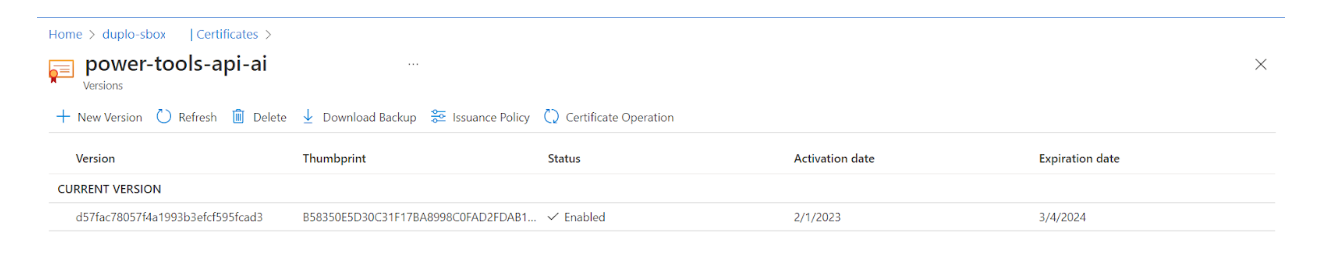 Home > duplo-sbox | Certificates >
power-tools-api-ai ...
Versions
New Version Refresh Delete Download Backup Issuance Policy Certificate Operation
Version Thumbprint Status Activation date Expiration date
CURRENT VERSION
d57fac78057f4a1993b3efcf595fcad3 B58350E5D30C31F17BA8998C0FAD2FDAB1... Enabled 2/1/2023 3/4/2024